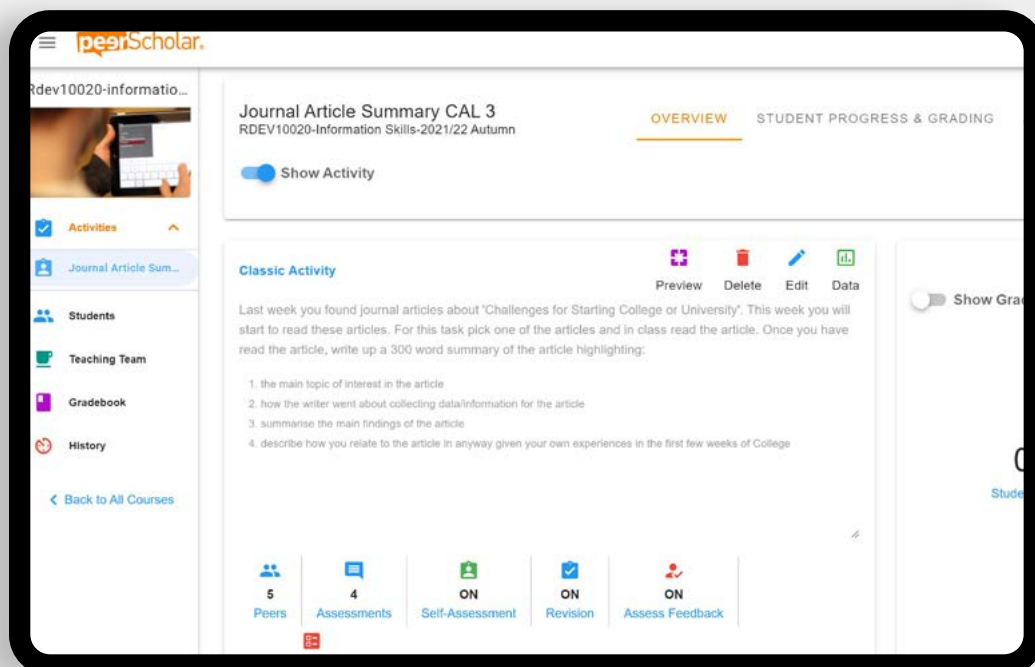 peerScholar.
Rdev10020-informatio...
Activities
Journal Article Sum...
Students
Teaching Team
Gradebook
History
Back to All Courses
Journal Article Summary CAL 3
RDEV10020-Information Skills-2021/22 Autumn
Show Activity
OVERVIEW
STUDENT PROGRESS & GRADING
Classic Activity
Preview
Delete
Edit
Data
Last week you found journal articles about 'Challenges for Starting College or University'. This week you will
start to read these articles. For this task pick one of the articles and in class read the article. Once you have
read the article, write up a 300 word summary of the article highlighting:
1. the main topic of interest in the article
2. how the writer went about collecting data/information for the article
3. summarise the main findings of the article
4. describe how you relate to the article in anyway given your own experiences in the first few weeks of College
5
Peers
4
Assessments
ON
Self-Assessment
ON
Revision
ON
Assess Feedback
Show Gra
0
Stude